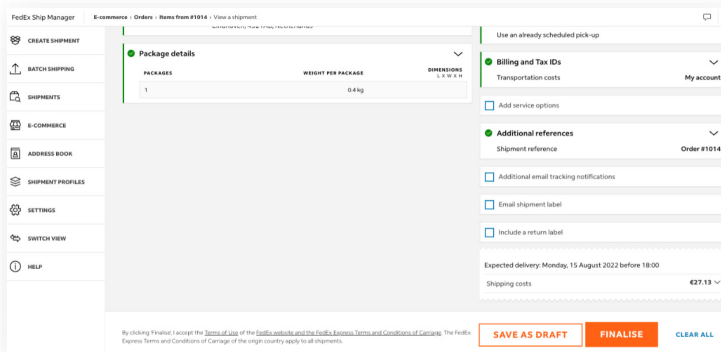 FedEx Ship Manager
E-commerce › Orders › Items from #1014 › View a shipment
CREATE SHIPMENT
BATCH SHIPPING
SHIPMENTS
E-COMMERCE
ADDRESS BOOK
SHIPMENT PROFILES
SETTINGS
SWITCH VIEW
HELP
Package details
PACKAGES WEIGHT PER PACKAGE DIMENSIONS
L X W X H
1 0.4 kg
Use an already scheduled pick-up
Billing and Tax IDs
Transportation costs My account
Add service options
Additional references
Shipment reference Order #1014
Additional email tracking notifications
Email shipment label
Include a return label
Expected delivery: Monday, 15 August 2022 before 18:00
Shipping costs €27.13
By clicking 'Finalise', I accept the Terms of Use of the FedEx website and the FedEx Express Terms and Conditions of Carriage. The FedEx
Express Terms and Conditions of Carriage of the origin country apply to all shipments.
SAVE AS DRAFT
FINALISE
CLEAR ALL